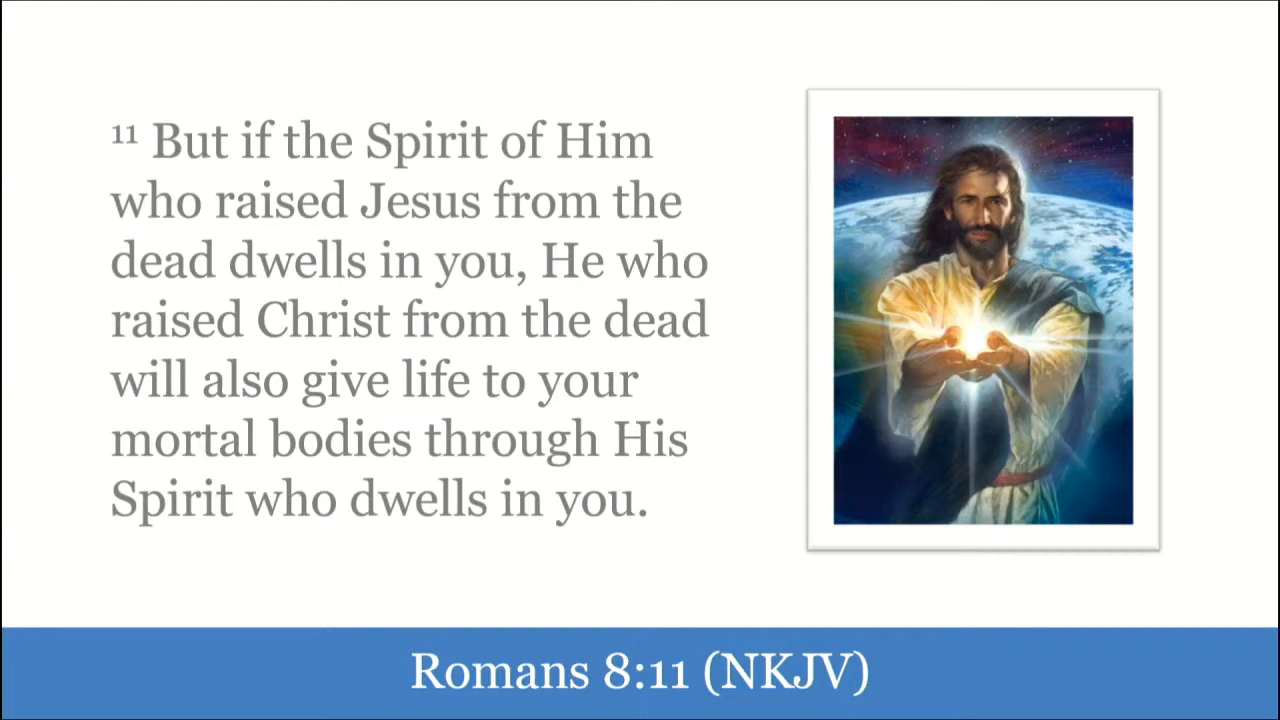 ¹¹ But if the Spirit of Him
who raised Jesus from the
dead dwells in you, He who
raised Christ from the dead
will also give life to your
mortal bodies through His
Spirit who dwells in you.
Romans 8:11 (NKJV)